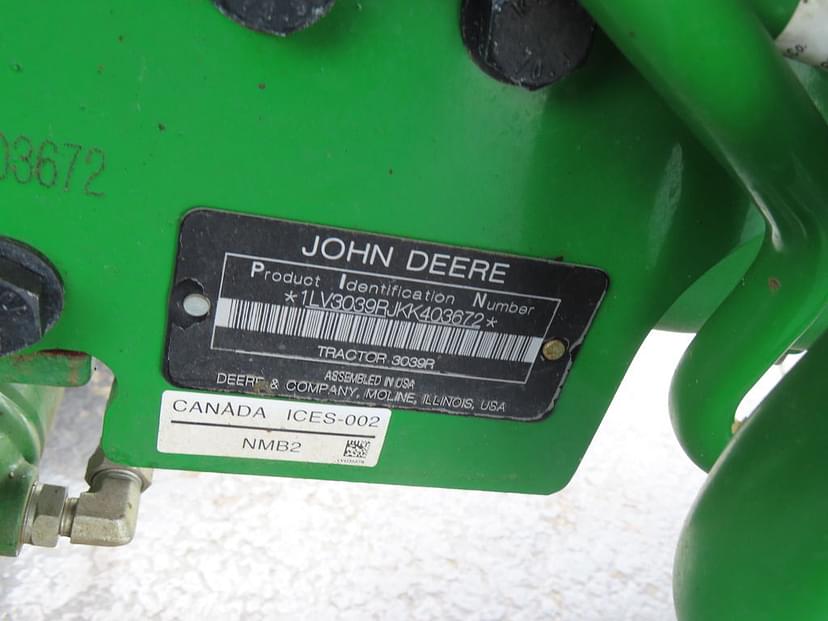 03672
JOHN DEERE
Product Identification Number
*1LV3039RJKK403672*
TRACTOR 3039R
ASSEMBLED IN USA
DEERE & COMPANY, MOLINE, ILLINOIS, USA
CANADA ICES-002
NMB2